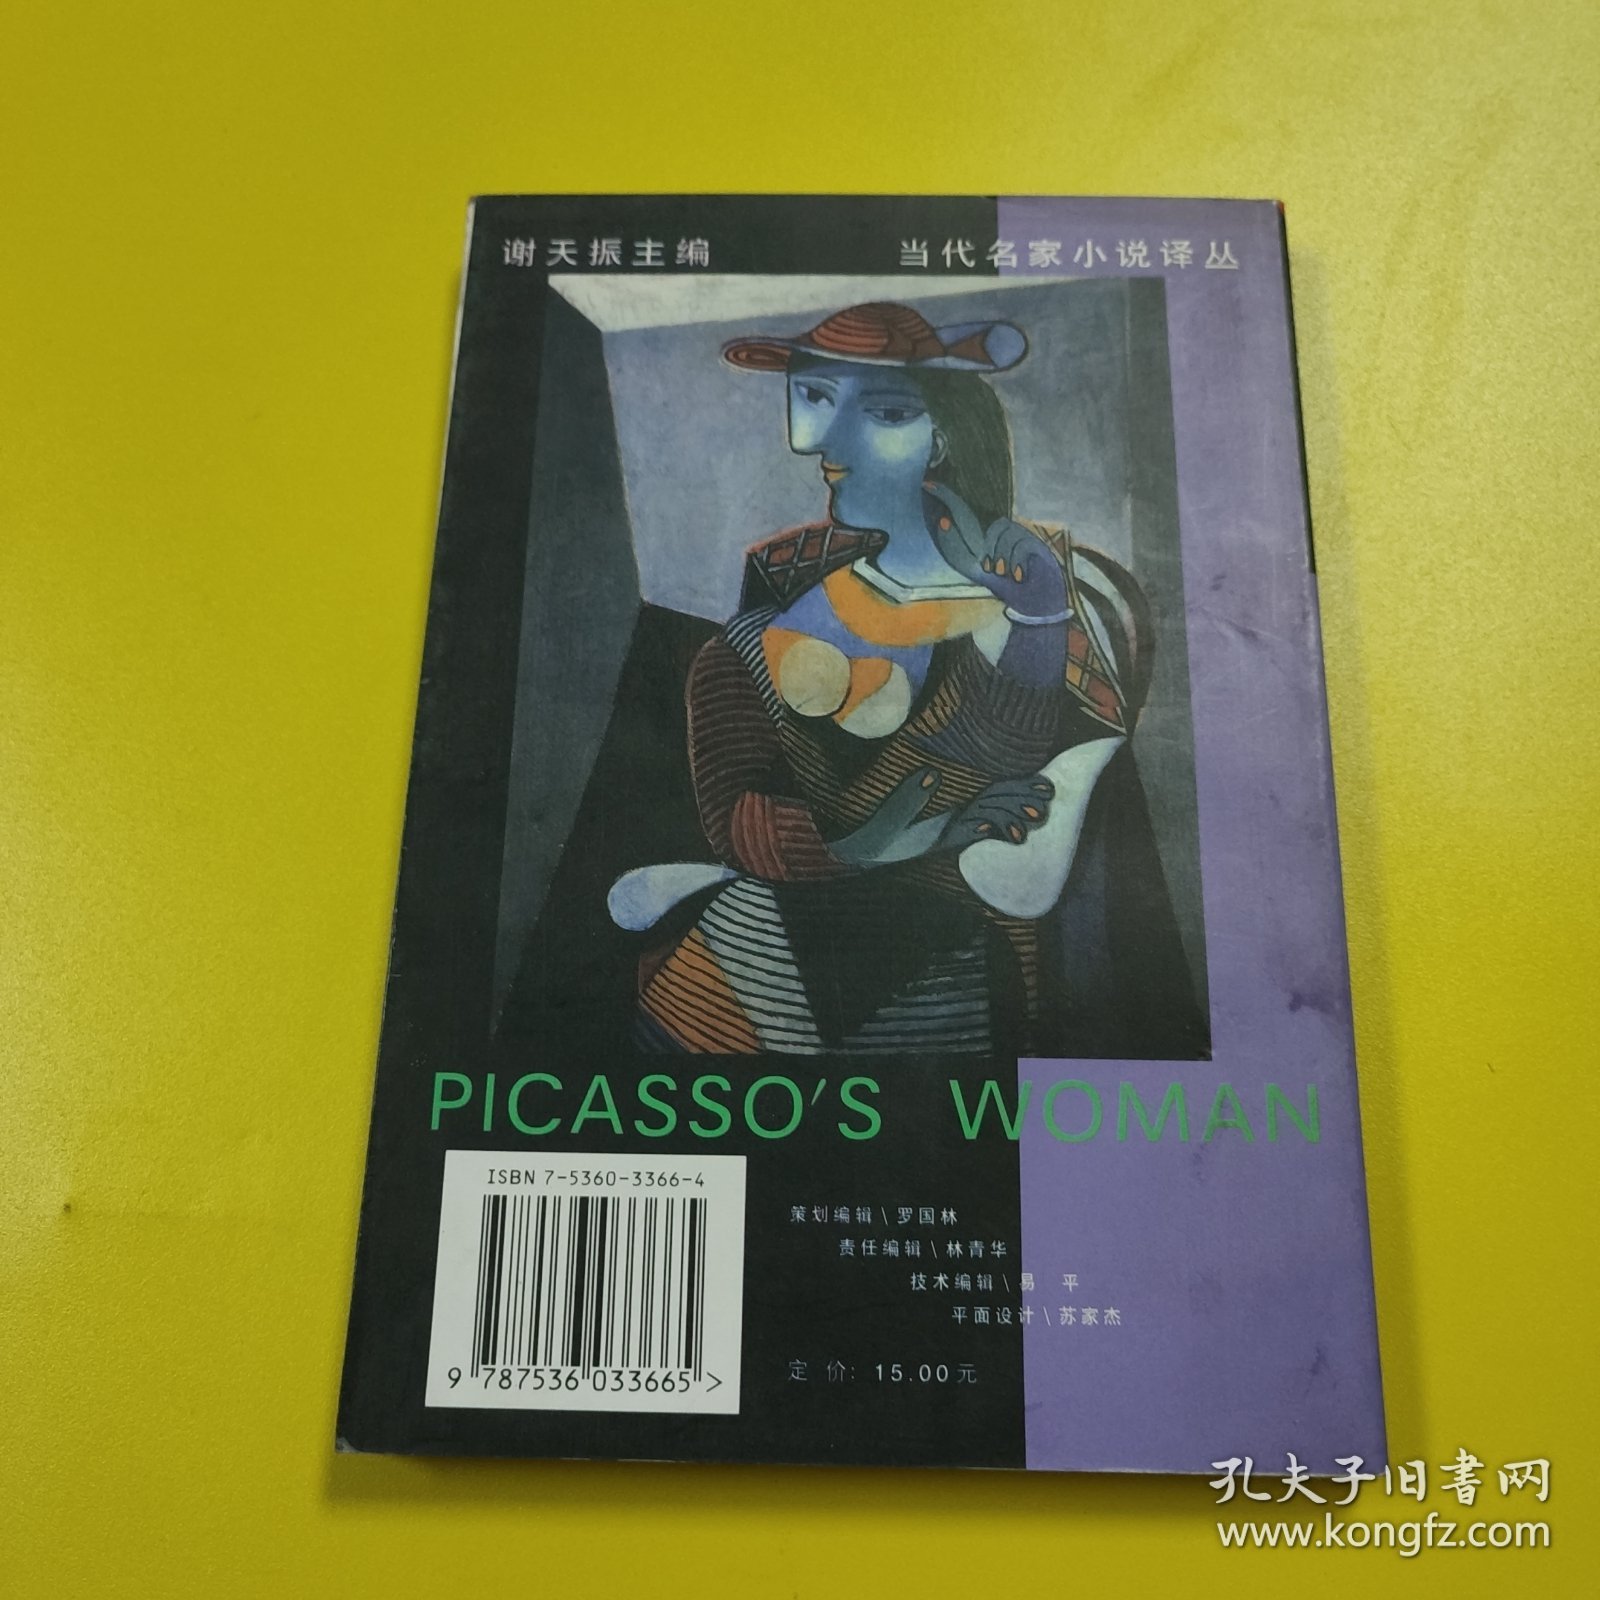 谢天振主编
当代名家小说译丛
PICASSO'S WOMAN
ISBN 7-5360-3366-4
9 787536 033665 >
策划编辑 \ 罗国林
责任编辑 \ 林青华
技术编辑 \ 易 平
平面设计 \ 苏家杰
定 价: 15.00元
孔夫子旧书网
www.kongfz.com